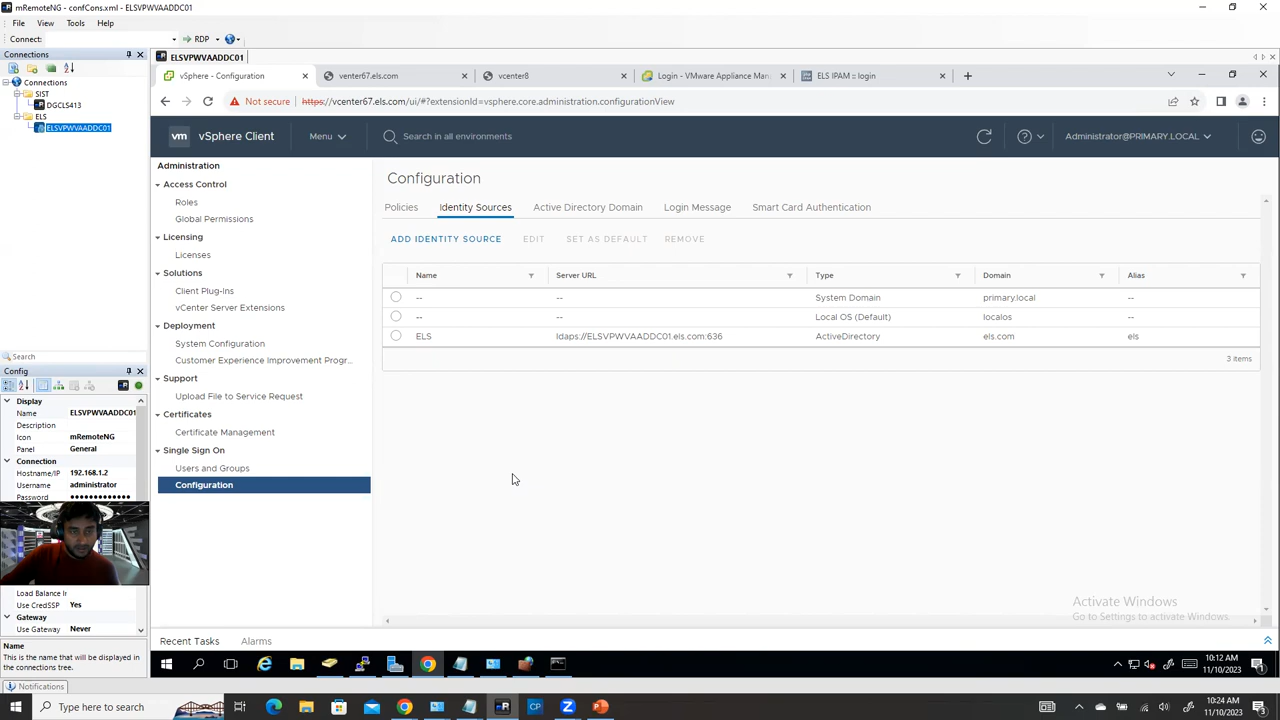 mRemoteNG - confCons.xml - ELSVPWVAADDC01
File View Tools Help
Connect: RDP
Connections
Connections
SIST
DGCLS413
ELS
ELSVPWVAADDC01
Search
Config
Display
Name ELSVPWVAADDC01
Description
Icon mRemoteNG
Panel General
Connection
Hostname/IP 192.168.1.2
Username administrator
Password ●●●●●●●●●●●●●
Load Balance Ir
Use CredSSP Yes
Gateway
Use Gateway Never
Name
This is the name that will be displayed in
the connections tree.
Notifications
ELSVPWVAADDC01
vSphere - Configuration venter67.els.com vcenter8 Login - VMware Appliance Man ELS IPAM :: login
Not secure https://vcenter67.els.com/ui/#?extensionId=vsphere.core.administration.configurationView
vm vSphere Client Menu Search in all environments Administrator@PRIMARY.LOCAL
Administration
Access Control
Roles
Global Permissions
Licensing
Licenses
Solutions
Client Plug-Ins
vCenter Server Extensions
Deployment
System Configuration
Customer Experience Improvement Progr...
Support
Upload File to Service Request
Certificates
Certificate Management
Single Sign On
Users and Groups
Configuration
Configuration
Policies Identity Sources Active Directory Domain Login Message Smart Card Authentication
ADD IDENTITY SOURCE EDIT SET AS DEFAULT REMOVE
Name Server URL Type Domain Alias
-- -- System Domain primary.local --
-- -- Local OS (Default) localos --
ELS ldaps://ELSVPWVAADDC01.els.com:636 ActiveDirectory els.com els
3 items
Activate Windows
Go to Settings to activate Windows.
Recent Tasks Alarms
10:12 AM
11/10/2023
Type here to search
10:24 AM
11/10/2023